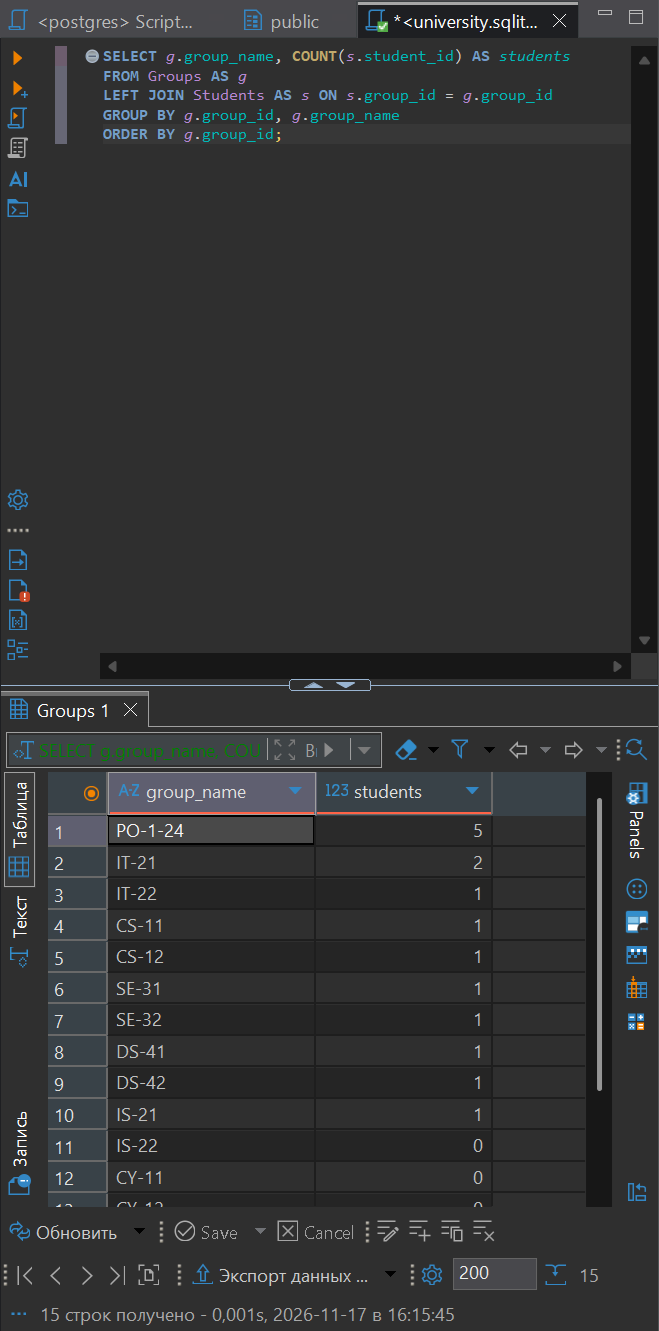 <postgres> Script...
public
*<university.sqlit...
SELECT g.group_name, COUNT(s.student_id) AS students
FROM Groups AS g
LEFT JOIN Students AS s ON s.group_id = g.group_id
GROUP BY g.group_id, g.group_name
ORDER BY g.group_id;
AI
Groups 1
SELECT g.group_name, COU
Таблица
Текст
Запись
A-Z group_name 123 students
1 PO-1-24 5
2 IT-21 2
3 IT-22 1
4 CS-11 1
5 CS-12 1
6 SE-31 1
7 SE-32 1
8 DS-41 1
9 DS-42 1
10 IS-21 1
11 IS-22 0
12 CY-11 0
Panels
Обновить Save Cancel
Экспорт данных ... 200 15
15 строк получено - 0,001s, 2026-11-17 в 16:15:45